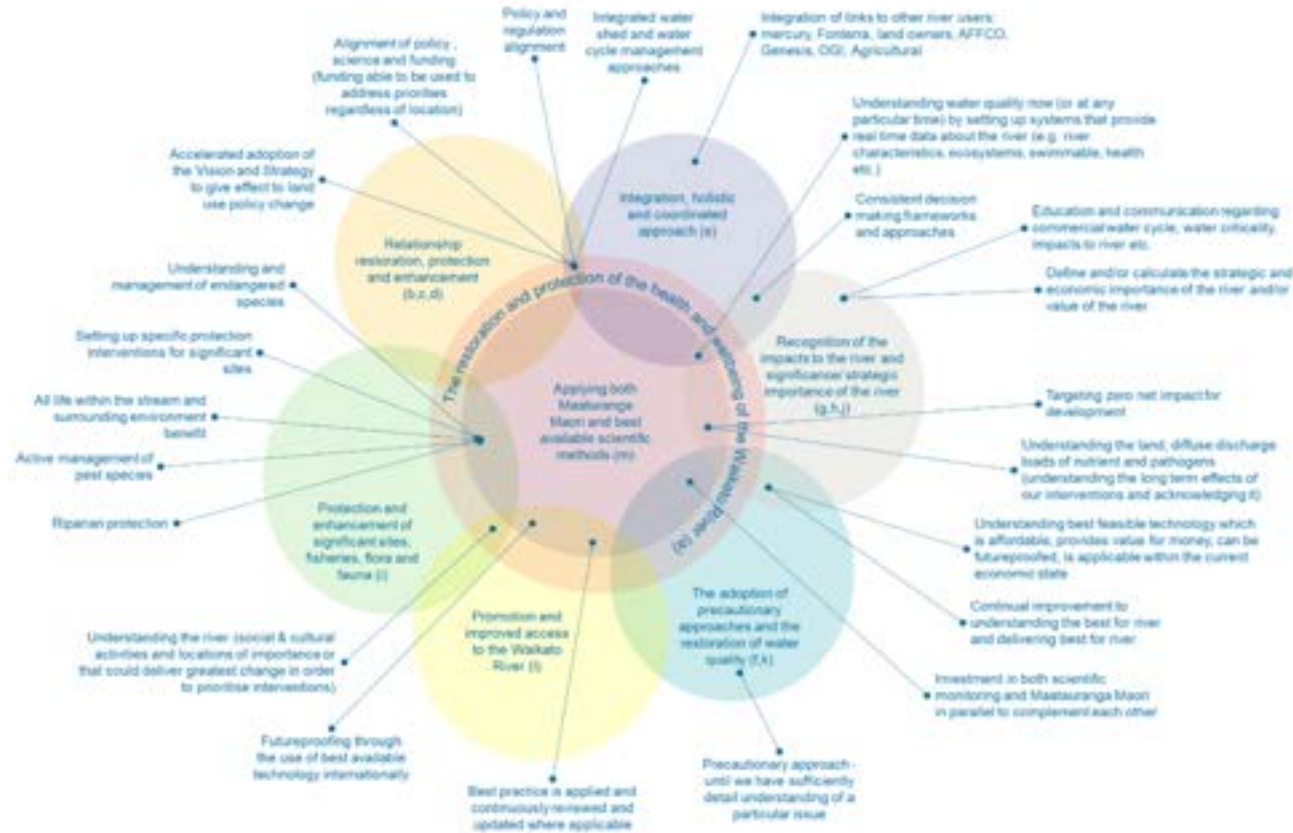 Policy and
regulation
alignment
Integrated water
shed and water
cycle management
approaches
Integration of links to other river users;
mercury, Fonterra, land owners, AFFCO,
Genesis, OGI, Agricultural
Alignment of policy ,
science and funding
(funding able to be used to
address priorities
regardless of location)
Understanding water quality now (or at any
particular time) by setting up systems that provide
real time data about the river (e.g. river
characteristics, ecosystems, swimmable, health
etc.)
Accelerated adoption of
the Vision and Strategy
to give effect to land
use policy change
Integration, holistic
and coordinated
approach (e)
Consistent decision
making frameworks
and approaches
Education and communication regarding
commercial water cycle, water criticality,
impacts to river etc.
Relationship
restoration, protection
and enhancement
(b,c,d)
Understanding and
management of endangered
species
Define and/or calculate the strategic and
economic importance of the river and/or
value of the river
The restoration and protection of the health and wellbeing of the Waikato River (a)
Setting up specific protection
interventions for significant
sites
Recognition of the
impacts to the river and
significance/ strategic
importance of the river
(g,h,j)
Applying both
Maaturanga
Maori and best
available scientific
methods (m)
All life within the stream and
surrounding environment
benefit
Targeting zero net impact for
development
Active management of
pest species
Understanding the land, diffuse discharge
loads of nutrient and pathogens
(understanding the long term effects of
our interventions and acknowledging it)
Riparian protection
Protection and
enhancement of
significant sites,
fisheries, flora and
fauna (i)
Understanding best feasible technology which
is affordable, provides value for money, can be
futureproofed, is applicable within the current
economic state
The adoption of
precautionary
approaches and the
restoration of water
quality (f,k)
Promotion and
improved access
to the Waikato
River (l)
Continual improvement to
understanding the best for river
and delivering best for river
Understanding the river (social & cultural
activities and locations of importance or
that could deliver greatest change in order
to prioritise interventions)
Investment in both scientific
monitoring and Maatauranga Maori
in parallel to complement each other
Futureproofing through
the use of best available
technology internationally
Precautionary approach -
until we have sufficiently
detail understanding of a
particular issue
Best practice is applied and
continuously reviewed and
updated where applicable